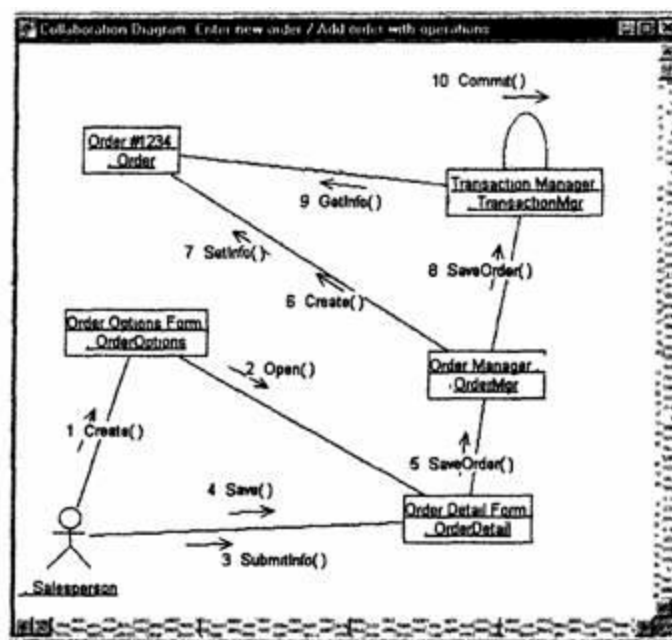 Collaboration Diagram: Enter new order / Add order with operations
10 Commit()
Order #1234 :
: Order
Transaction Manager :
: TransactionMgr
9 GetInfo()
7 SetInfo()
8 SaveOrder()
6 Create()
Order Options Form :
: OrderOptions
2 Open()
Order Manager :
: OrderMgr
1 Create()
5 SaveOrder()
4 Save()
Order Detail Form :
: OrderDetail
3 SubmitInfo()
: Salesperson